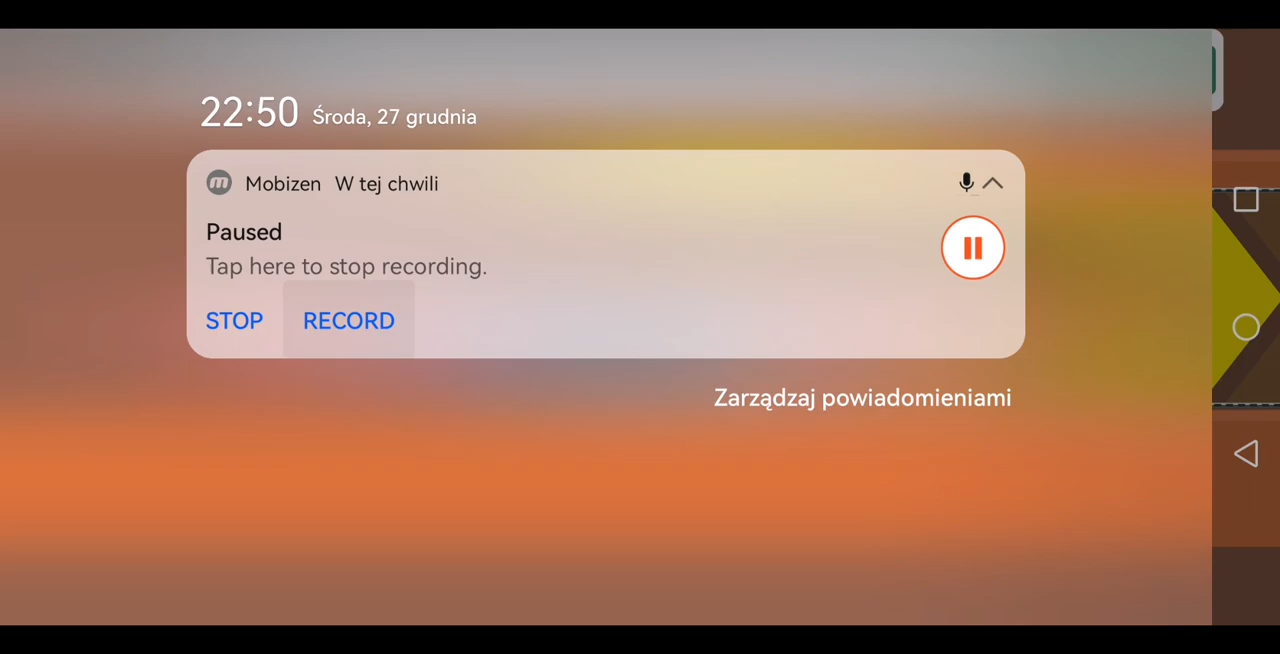 22:50 Środa, 27 grudnia
Mobizen W tej chwili
Paused
Tap here to stop recording.
STOP RECORD
Zarządzaj powiadomieniami